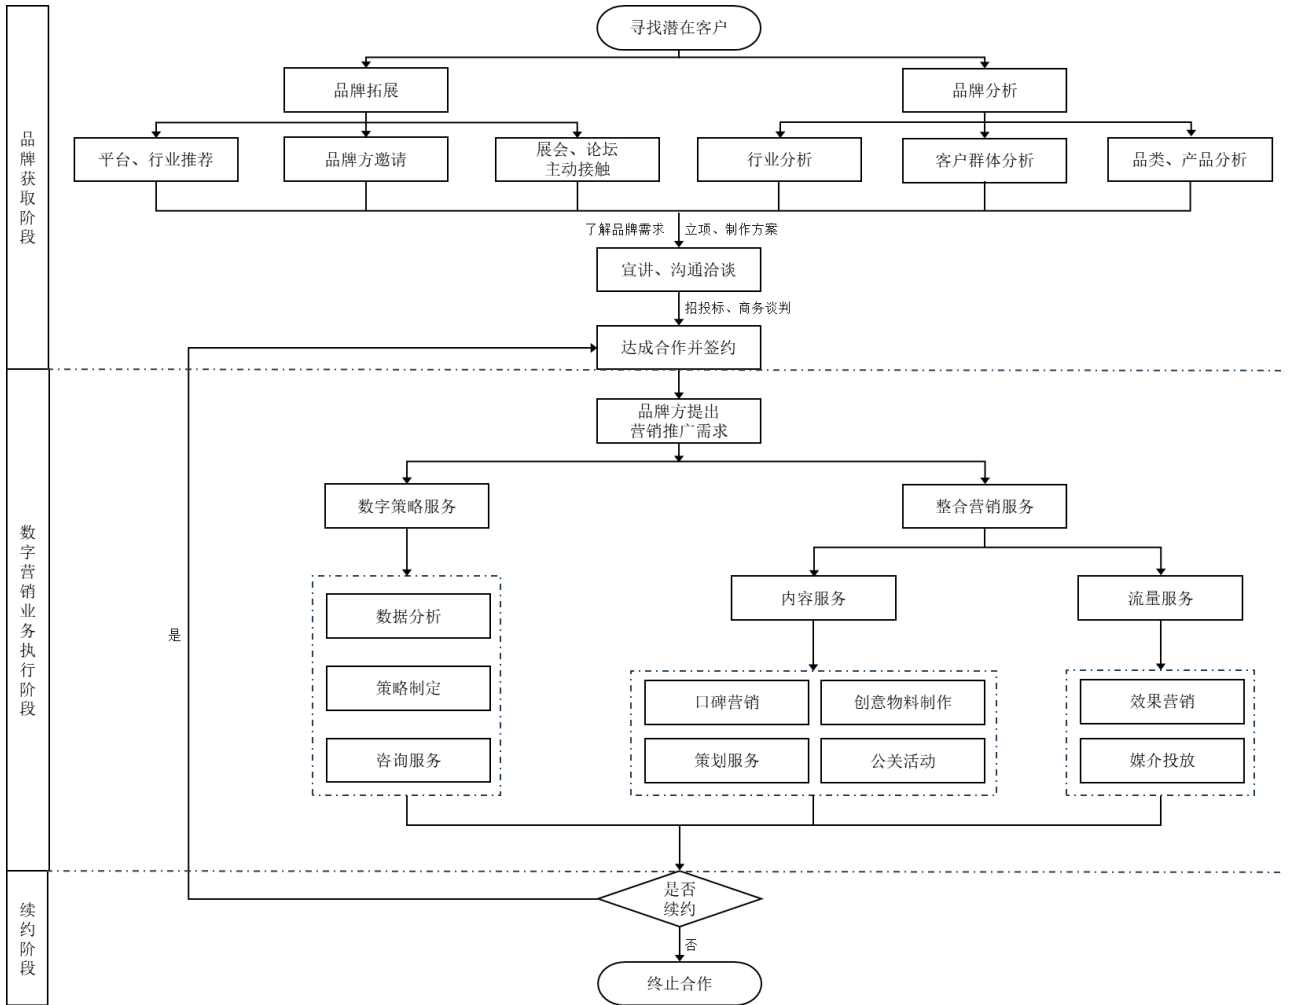 寻找潜在客户
品牌拓展
品牌分析
平台、行业推荐
品牌方邀请
展会、论坛
主动接触
行业分析
客户群体分析
品类、产品分析
品牌获取阶段
了解品牌需求
立项、制作方案
宣讲、沟通洽谈
招投标、商务谈判
达成合作并签约
品牌方提出
营销推广需求
数字策略服务
整合营销服务
数字营销业务执行阶段
内容服务
流量服务
数据分析
策略制定
咨询服务
口碑营销
创意物料制作
策划服务
公关活动
效果营销
媒介投放
是
续约阶段
是否
续约
否
终止合作